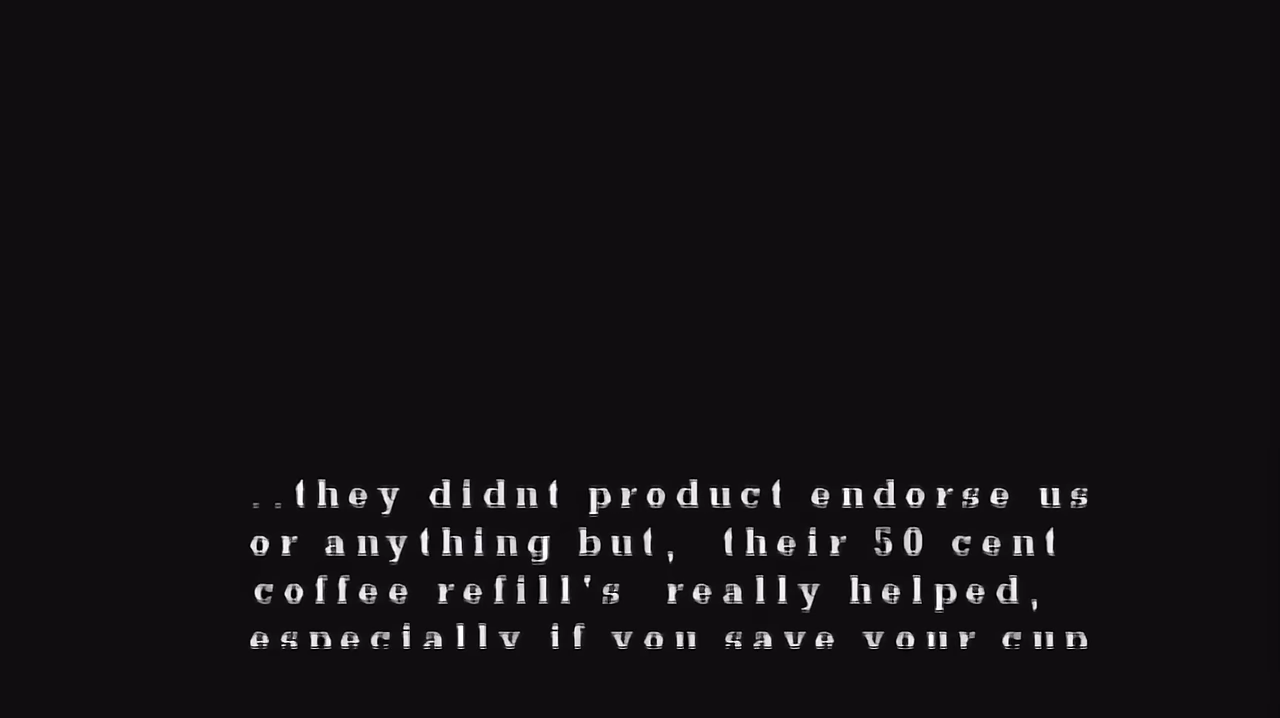 ..they didnt product endorse us
or anything but, their 50 cent
coffee refill's really helped,
especially if you save your cup